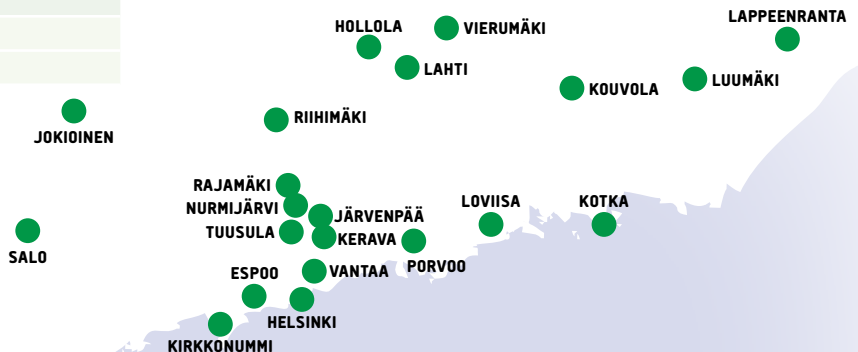 LAPPEENRANTA
HOLLOLA
VIERUMÄKI
LAHTI
LUUMÄKI
KOUVOLA
RIIHIMÄKI
JOKIOINEN
RAJAMÄKI
NURMIJÄRVI
LOVIISA
KOTKA
JÄRVENPÄÄ
TUUSULA
KERAVA
SALO
PORVOO
ESPOO
VANTAA
HELSINKI
KIRKKONUMMI